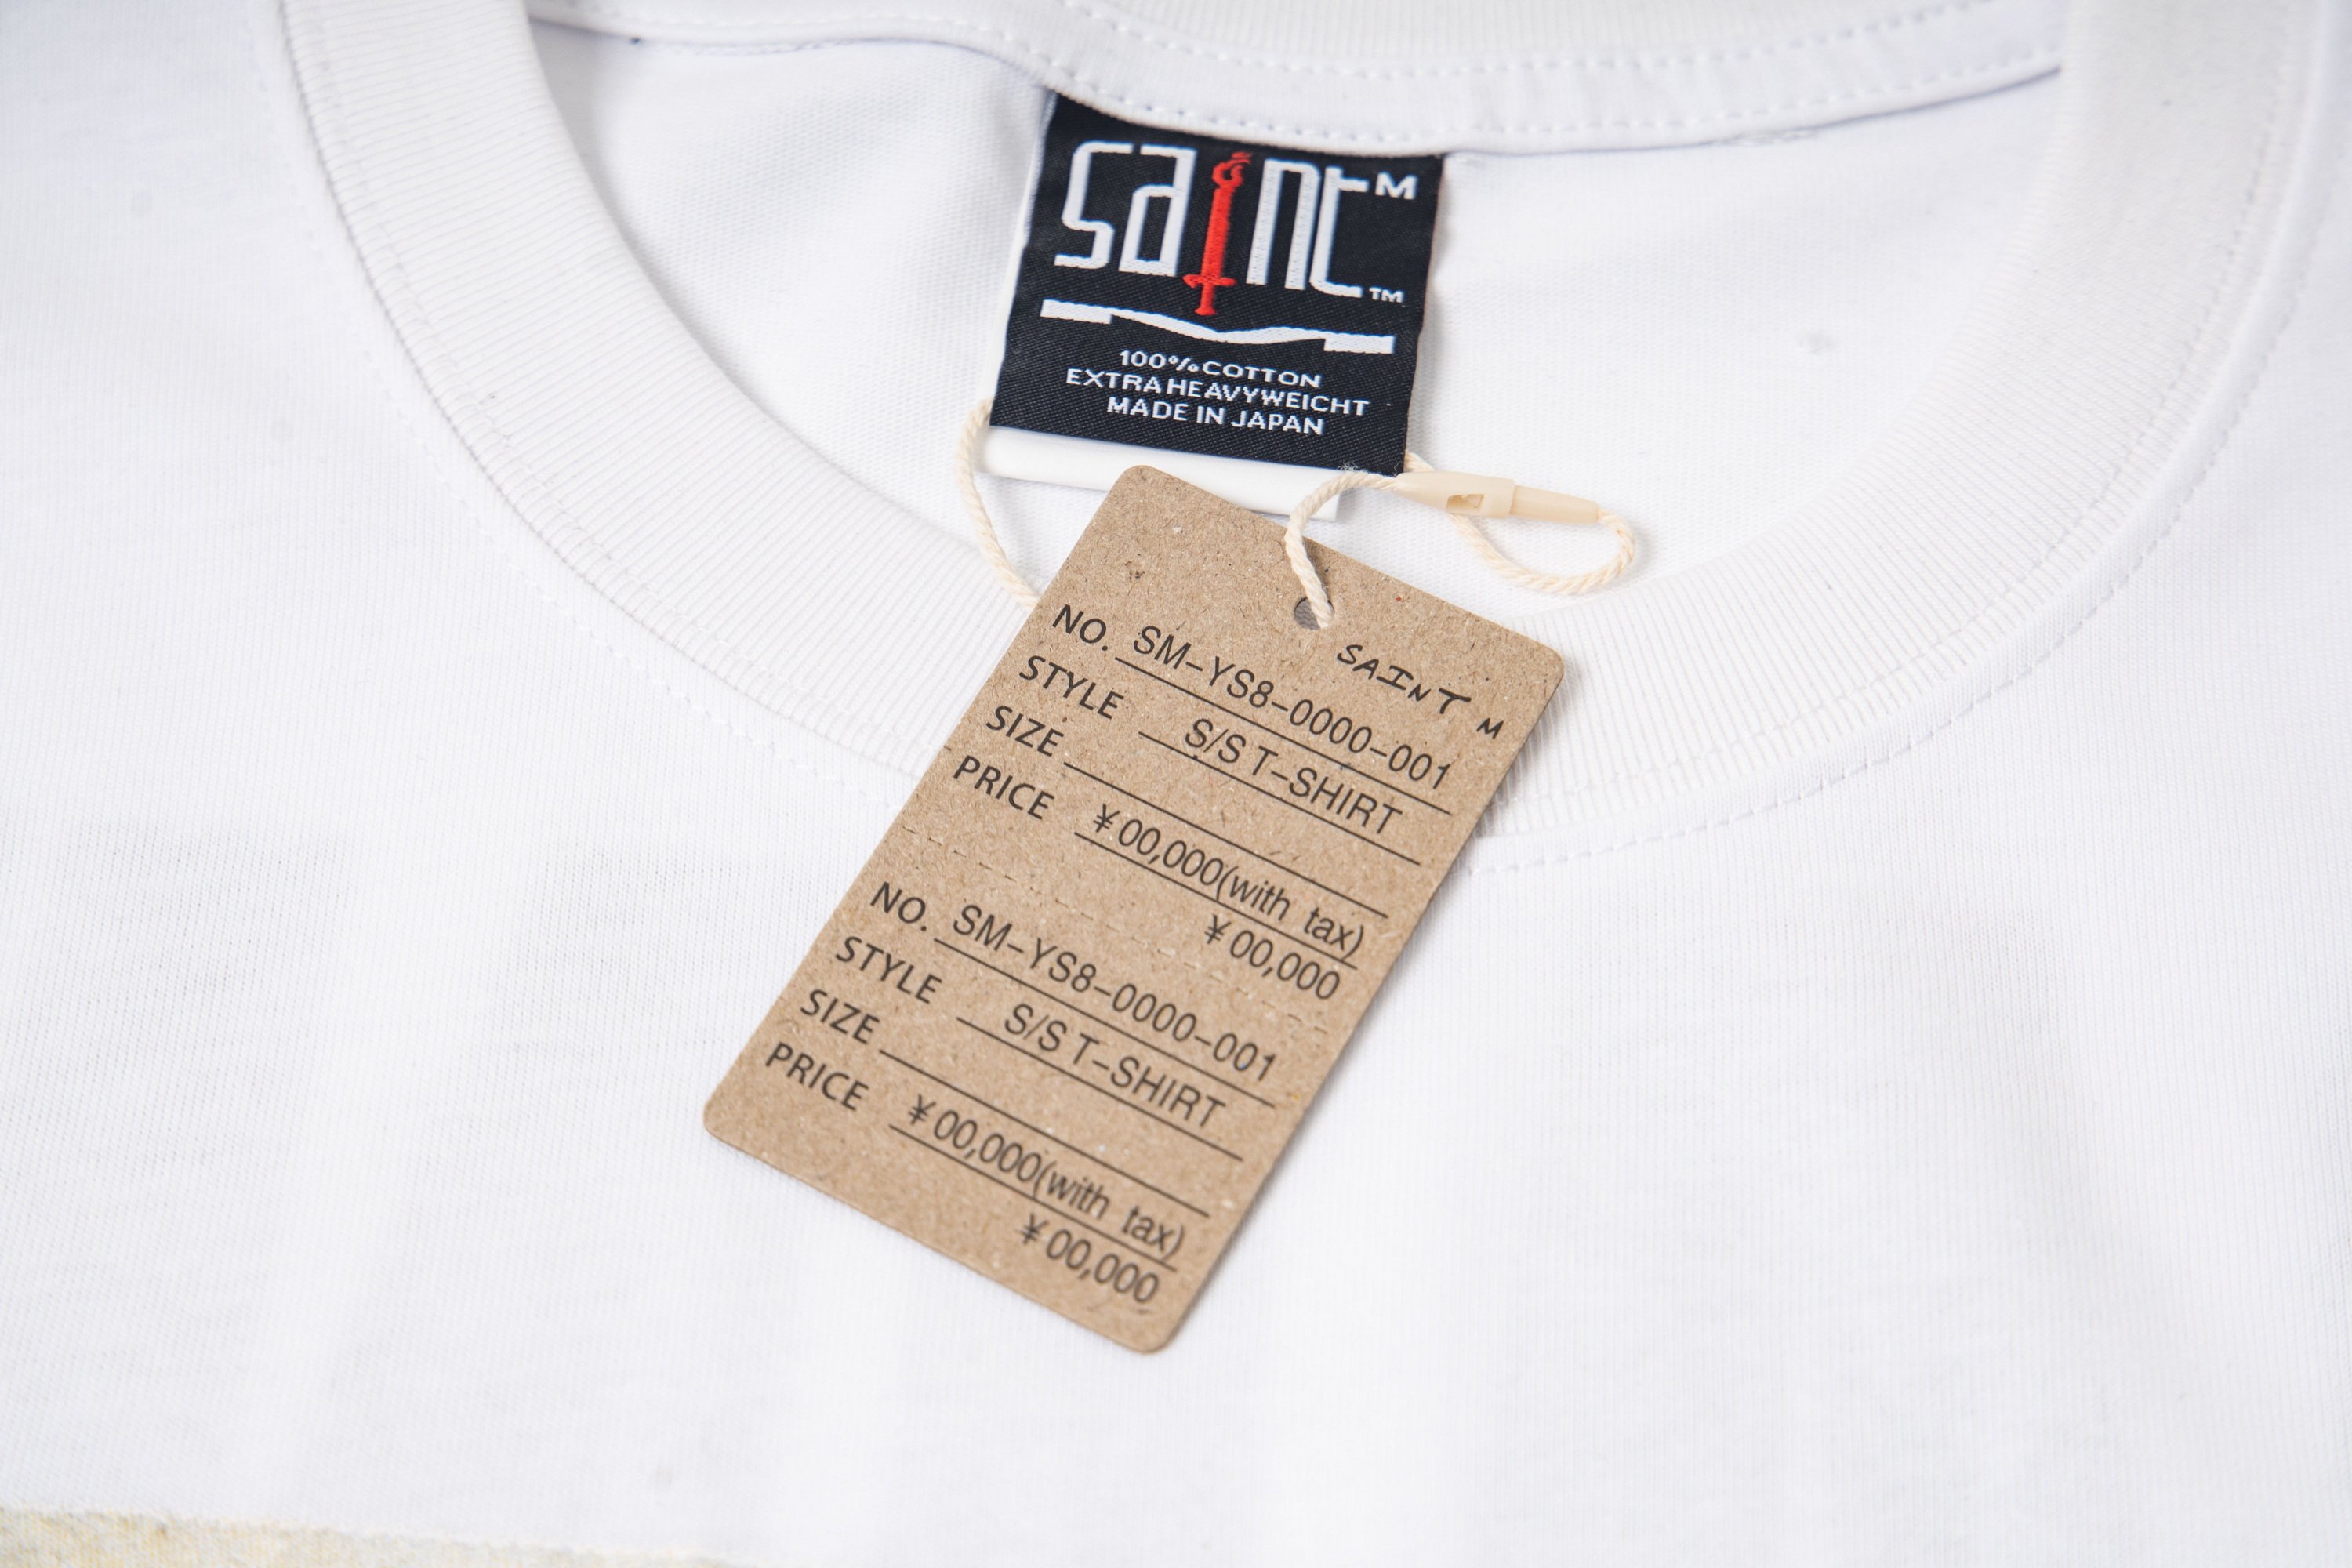 saint M
TM
100%COTTON
EXTRA HEAVYWEIGHT
MADE IN JAPAN
SAINT M
NO. SM-YS8-0000-001
STYLE S/S T-SHIRT
SIZE
PRICE ¥00,000(with tax)
¥00,000
NO. SM-YS8-0000-001
STYLE S/S T-SHIRT
SIZE
PRICE ¥00,000(with tax)
¥00,000